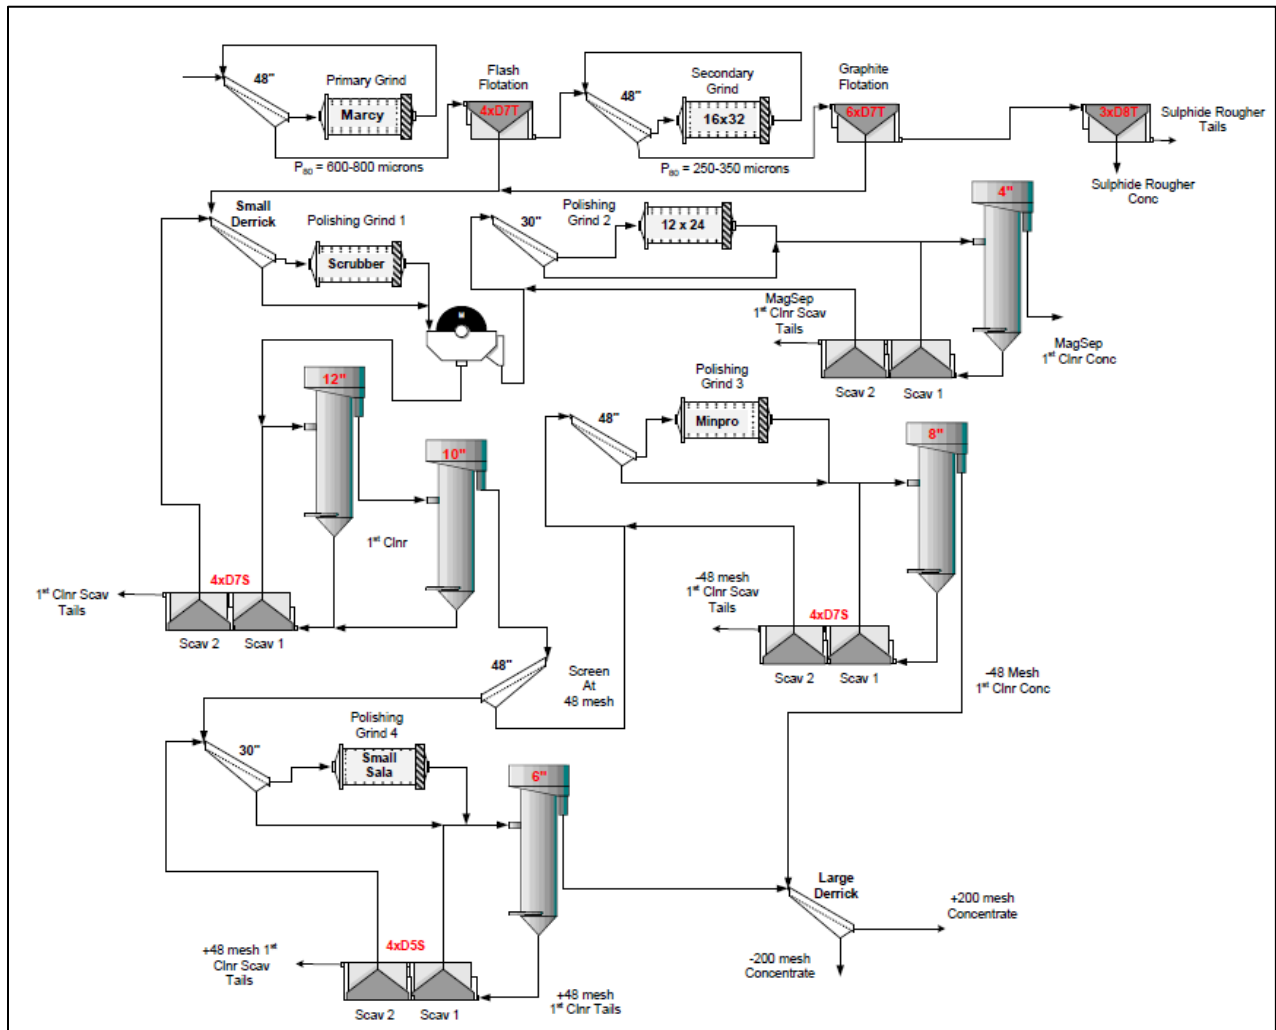 48"
Primary Grind
Marcy
P80 = 600-800 microns
Flash
Flotation
4xD7T
48"
Secondary
Grind
16x32
P80 = 250-350 microns
Graphite
Flotation
6xD7T
3xD8T
Sulphide Rougher
Tails
Sulphide Rougher
Conc
Small
Derrick
Polishing Grind 1
Scrubber
M
30"
Polishing
Grind 2
12 x 24
4"
MagSep
1st Clnr Scav
Tails
MagSep
1st Clnr Conc
Scav 2
Scav 1
12"
10"
1st Clnr
4xD7S
1st Clnr Scav
Tails
Scav 2
Scav 1
Polishing
Grind 3
48"
Minpro
8"
-48 mesh
1st Clnr Scav
Tails
4xD7S
Scav 2
Scav 1
-48 Mesh
1st Clnr Conc
48"
Screen
At
48 mesh
Polishing
Grind 4
30"
Small
Sala
6"
4xD5S
+48 mesh 1st
Clnr Scav
Tails
Scav 2
Scav 1
+48 mesh
1st Clnr Tails
Large
Derrick
+200 mesh
Concentrate
-200 mesh
Concentrate